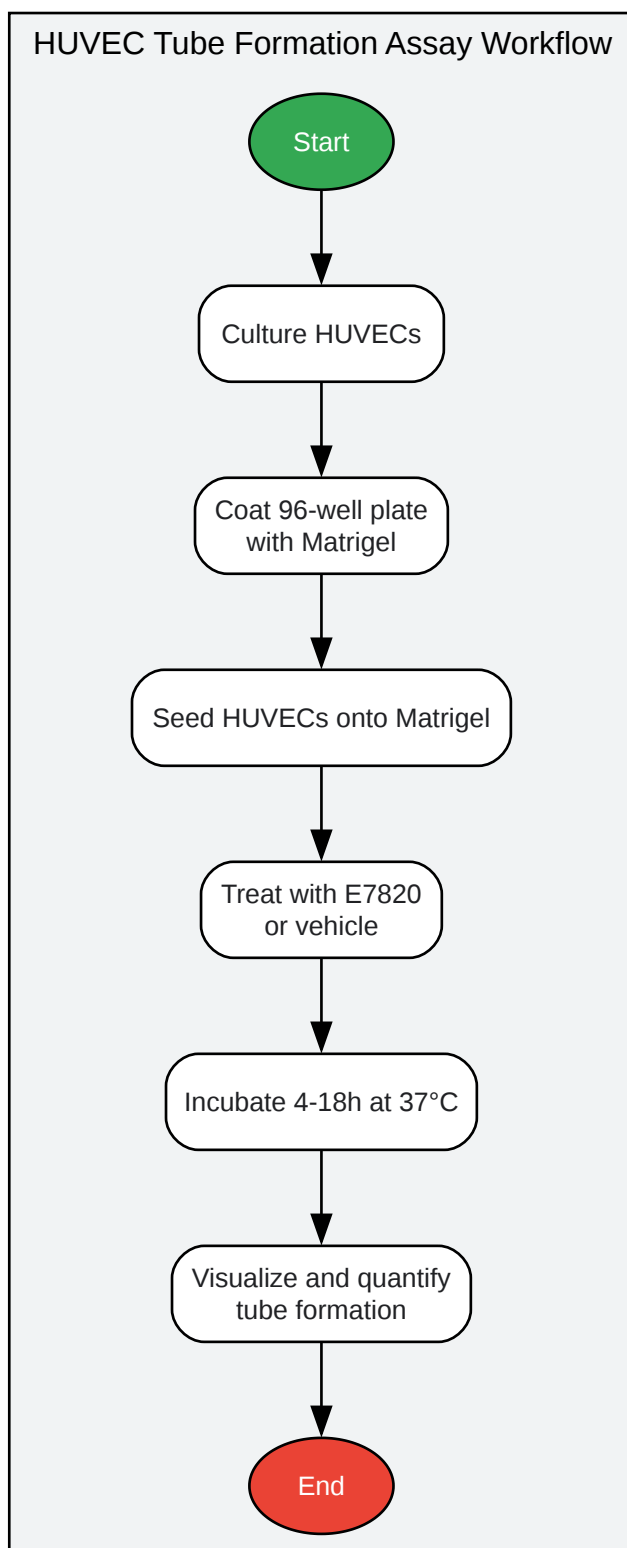 HUVEC Tube Formation Assay Workflow
Start
Culture HUVECs
Coat 96-well plate
with Matrigel
Seed HUVECs onto Matrigel
Treat with E7820
or vehicle
Incubate 4-18h at 37°C
Visualize and quantify
tube formation
End